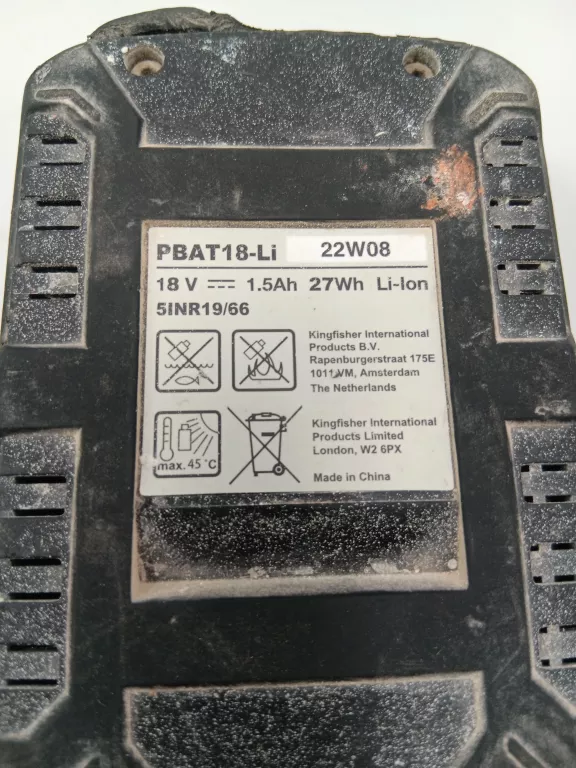 PBAT18-Li 22W08
18 V 1.5Ah 27Wh Li-Ion
5INR19/66
Kingfisher International
Products B.V.
Rapenburgerstraat 175E
1011 VM, Amsterdam
The Netherlands
Kingfisher International
Products Limited
London, W2 6PX
max. 45 °C
Made in China